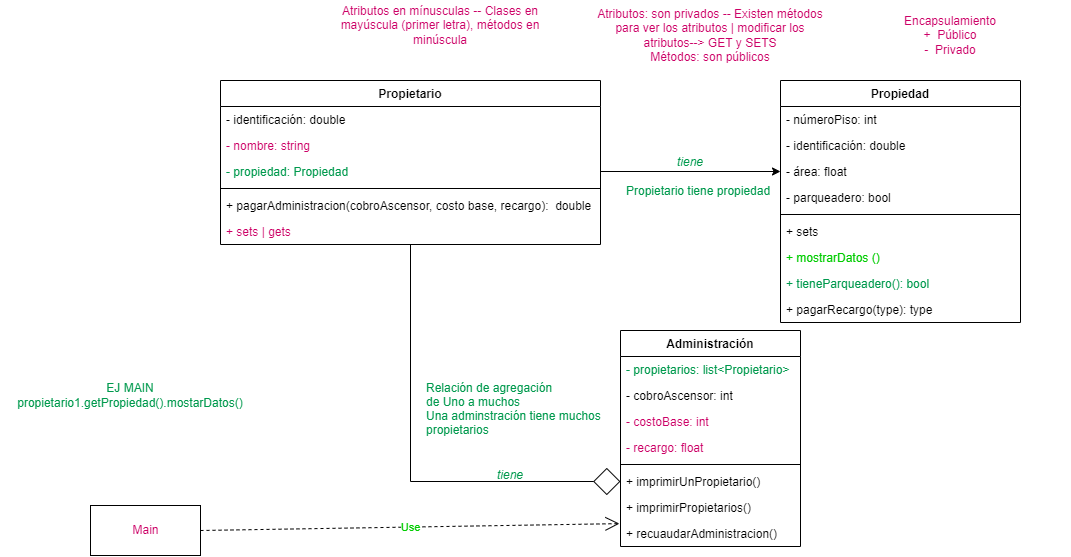 Atributos en mínusculas -- Clases en
mayúscula (primer letra), métodos en
minúscula
Atributos: son privados -- Existen métodos
para ver los atributos | modificar los
atributos--> GET y SETS
Métodos: son públicos
Encapsulamiento
+ Público
- Privado
Propietario
- identificación: double
- nombre: string
- propiedad: Propiedad
+ pagarAdministracion(cobroAscensor, costo base, recargo): double
+ sets | gets
tiene
Propietario tiene propiedad
Propiedad
- númeroPiso: int
- identificación: double
- área: float
- parqueadero: bool
+ sets
+ mostrarDatos ()
+ tieneParqueadero(): bool
+ pagarRecargo(type): type
EJ MAIN
propietario1.getPropiedad().mostarDatos()
Relación de agregación
de Uno a muchos
Una adminstración tiene muchos
propietarios
tiene
Administración
- propietarios: list<Propietario>
- cobroAscensor: int
- costoBase: int
- recargo: float
+ imprimirUnPropietario()
+ imprimirPropietarios()
+ recuaudarAdministracion()
Main
Use